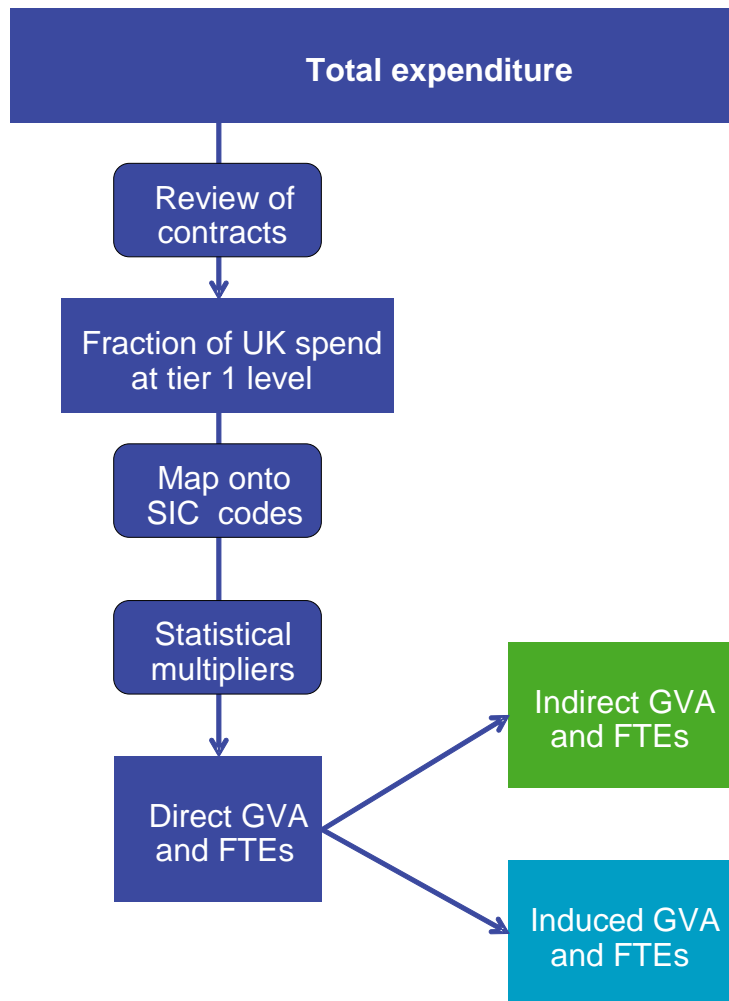 Total expenditure
Review of
contracts
Fraction of UK spend
at tier 1 level
Map onto
SIC codes
Statistical
multipliers
Indirect GVA
and FTEs
Direct GVA
and FTEs
Induced GVA
and FTEs